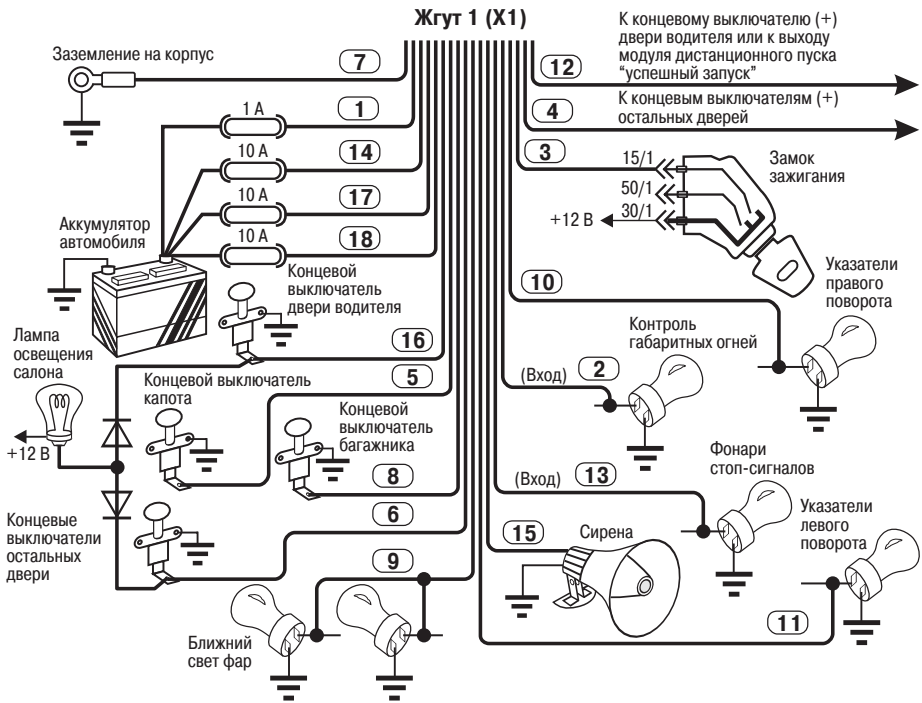 Жгут 1 (X1)
Заземление на корпус
7
1 А
1
10 А
14
10 А
17
10 А
18
Аккумулятор
автомобиля
Концевой
выключатель
двери водителя
16
Лампа
освещения
салона
+12 В
5
Концевой выключатель
капота
Концевой
выключатель
багажника
8
Концевые
выключатели
остальных
двери
6
9
Ближний
свет фар
К концевому выключателю (+)
двери водителя или к выходу
модуля дистанционного пуска
“успешный запуск”
12
К концевым выключателям (+)
остальных дверей
4
3
15/1
50/1
30/1
+12 В
Замок
зажигания
10
Указатели
правого
поворота
Контроль
габаритных огней
(Вход)
2
Фонари
стоп-сигналов
(Вход)
13
15
Сирена
Указатели
левого
поворота
11